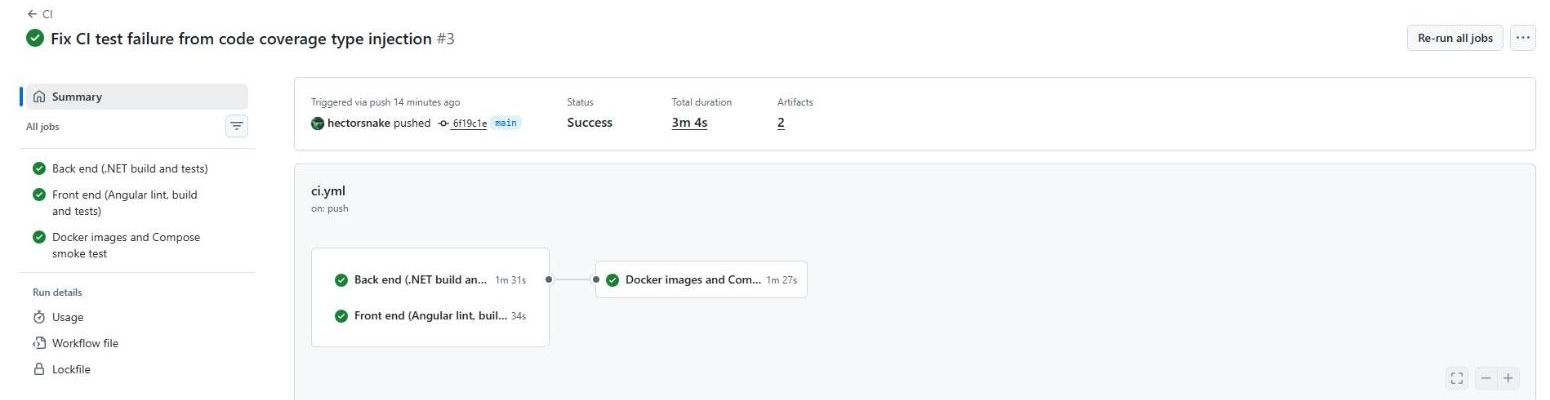 ← CI
Fix CI test failure from code coverage type injection #3
Re-run all jobs
Summary
All jobs
Back end (.NET build and tests)
Front end (Angular lint, build
and tests)
Docker images and Compose
smoke test
Run details
Usage
Workflow file
Lockfile
Triggered via push 14 minutes ago
hectorsnake pushed 6f19c1e main
Status
Success
Total duration
3m 4s
Artifacts
2
ci.yml
on: push
Back end (.NET build an... 1m 31s
Front end (Angular lint, buil... 34s
Docker images and Com... 1m 27s